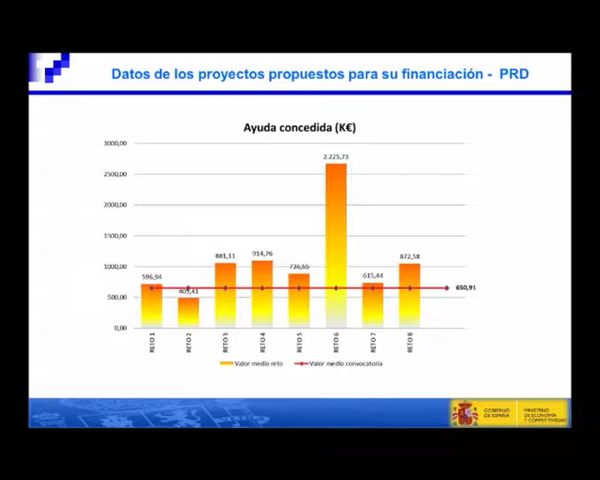 Datos de los proyectos propuestos para su financiación - PRD
Ayuda concedida (K€)
3000,00
2500,00
2000,00
1500,00
1000,00
500,00
0,00
596,94
403,41
881,11
914,76
736,65
2.225,73
615,44
872,58
650,91
RETO 1
RETO 2
RETO 3
RETO 4
RETO 5
RETO 6
RETO 7
RETO 8
Valor medio reto
Valor medio convocatoria
GOBIERNO
DE ESPAÑA
MINISTERIO
DE ECONOMÍA
Y COMPETITIVIDAD